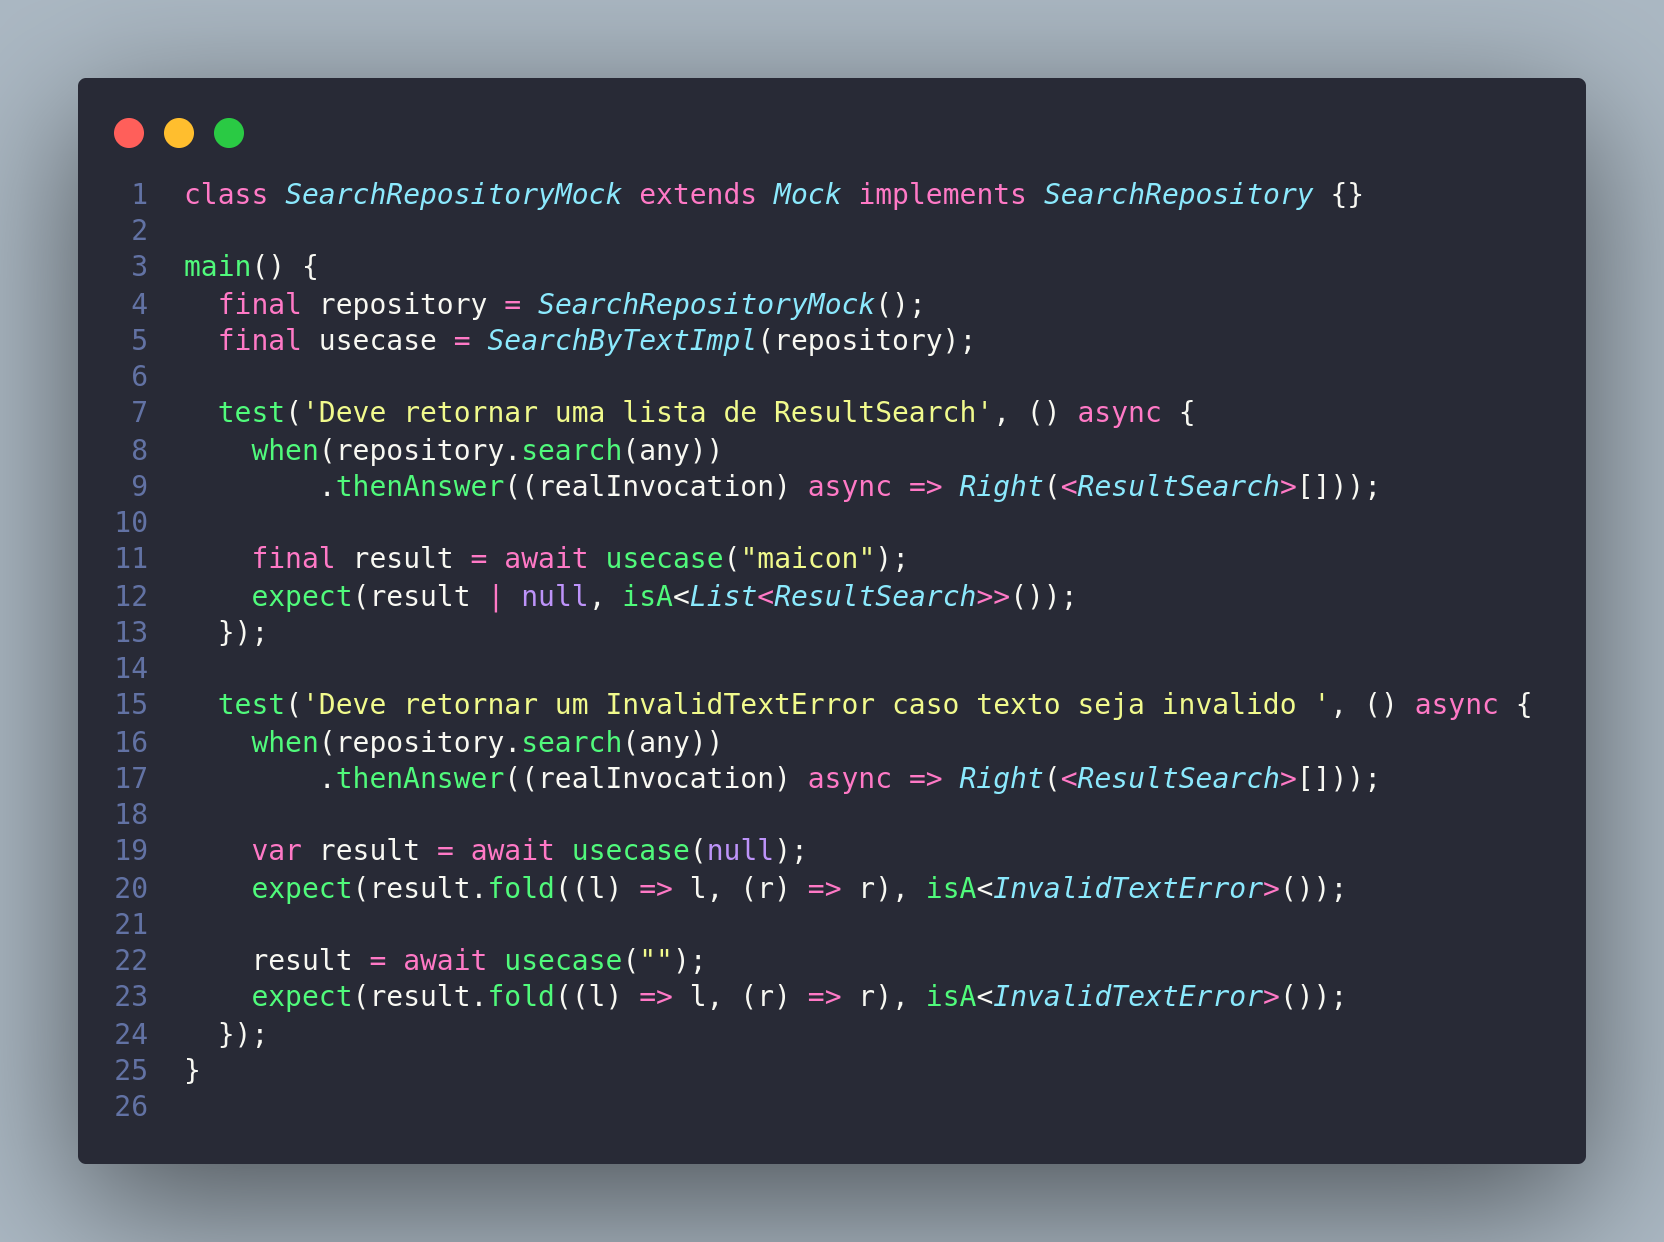 1 class SearchRepositoryMock extends Mock implements SearchRepository {}
2
3 main() {
4   final repository = SearchRepositoryMock();
5   final usecase = SearchByTextImpl(repository);
6
7   test('Deve retornar uma lista de ResultSearch', () async {
8     when(repository.search(any))
9         .thenAnswer((realInvocation) async => Right(<ResultSearch>[]));
10
11     final result = await usecase("maicon");
12     expect(result | null, isA<List<ResultSearch>>());
13   });
14
15   test('Deve retornar um InvalidTextError caso texto seja invalido ', () async {
16     when(repository.search(any))
17         .thenAnswer((realInvocation) async => Right(<ResultSearch>[]));
18
19     var result = await usecase(null);
20     expect(result.fold((l) => l, (r) => r), isA<InvalidTextError>());
21
22     result = await usecase("");
23     expect(result.fold((l) => l, (r) => r), isA<InvalidTextError>());
24   });
25 }
26